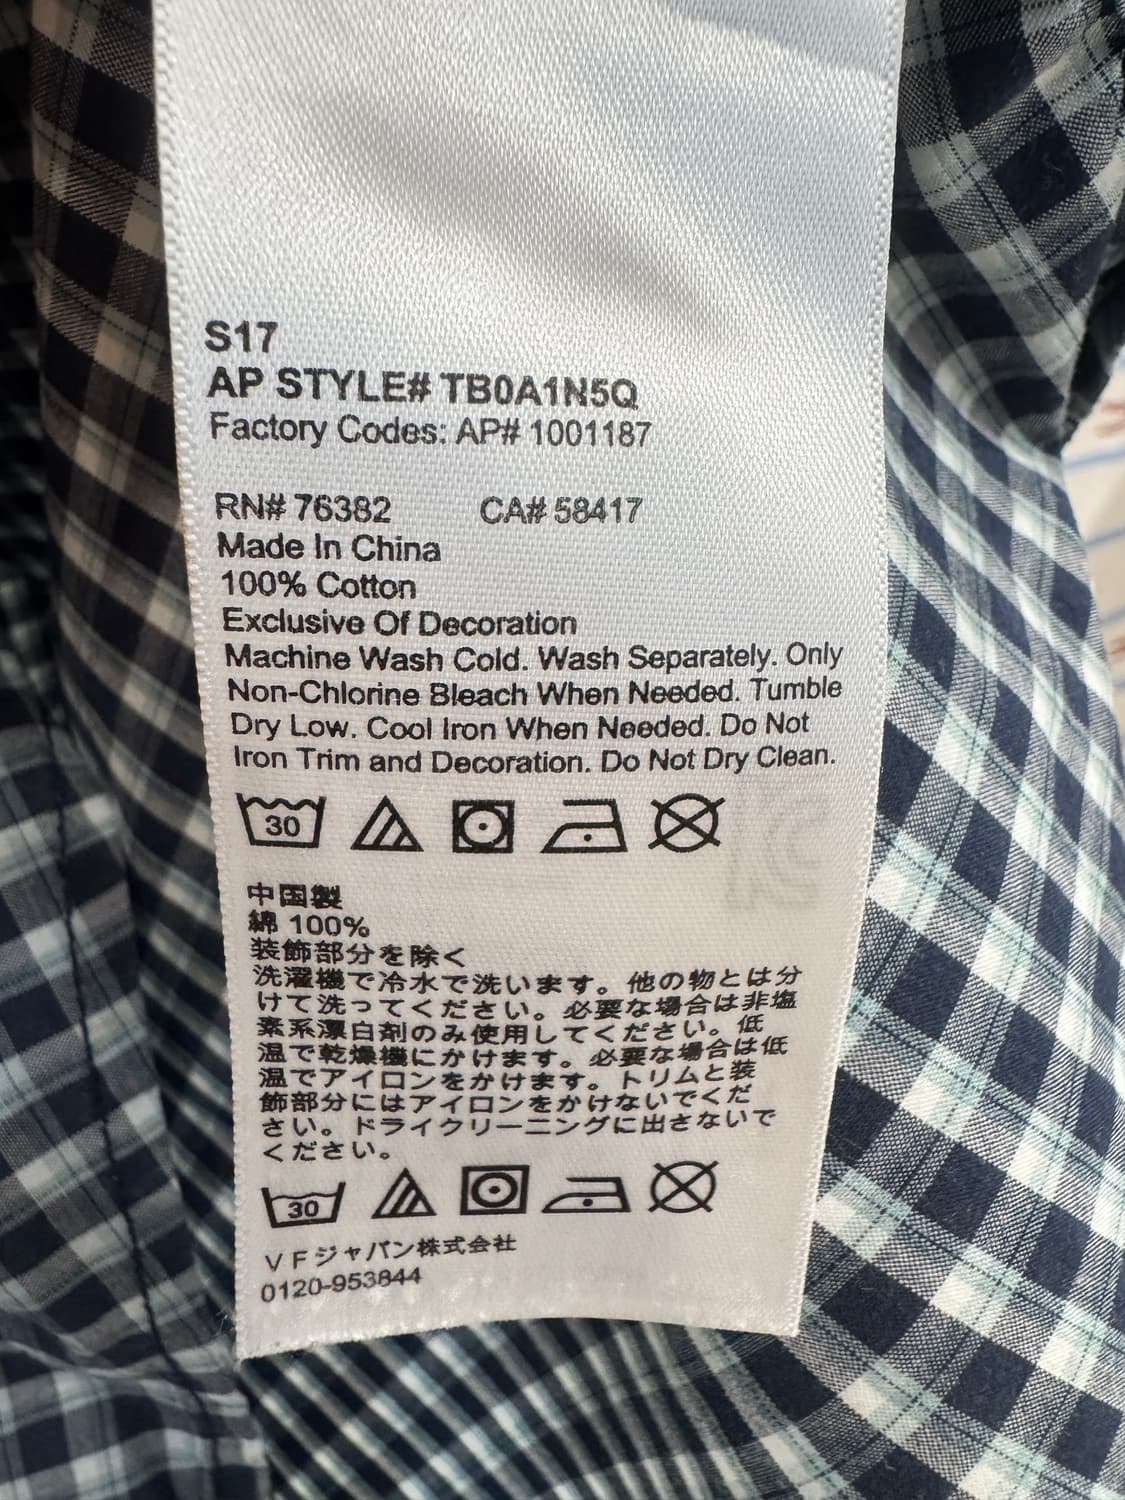 S17
AP STYLE# TB0A1N5Q
Factory Codes: AP# 1001187
RN# 76382 CA# 58417
Made In China
100% Cotton
Exclusive Of Decoration
Machine Wash Cold. Wash Separately. Only
Non-Chlorine Bleach When Needed. Tumble
Dry Low. Cool Iron When Needed. Do Not
Iron Trim and Decoration. Do Not Dry Clean.
30
中国製
綿 100%
装飾部分を除く
洗濯機で冷水で洗います。他の物とは分
けて洗ってください。必要な場合は非塩
素系漂白剤のみ使用してください。低
温で乾燥機にかけます。必要な場合は低
温でアイロンをかけます。トリムと装
飾部分にはアイロンをかけないでくだ
さい。ドライクリーニングに出さないで
ください。
30
VFジャパン株式会社
0120-953844